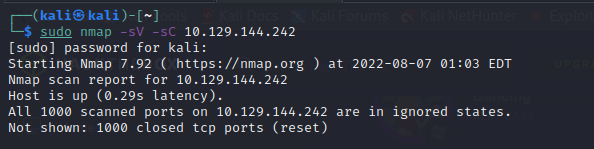 ┌──(kali㉿kali)-[~]
└─$ sudo nmap -sV -sC 10.129.144.242
[sudo] password for kali:
Starting Nmap 7.92 ( https://nmap.org ) at 2022-08-07 01:03 EDT
Nmap scan report for 10.129.144.242
Host is up (0.29s latency).
All 1000 scanned ports on 10.129.144.242 are in ignored states.
Not shown: 1000 closed tcp ports (reset)